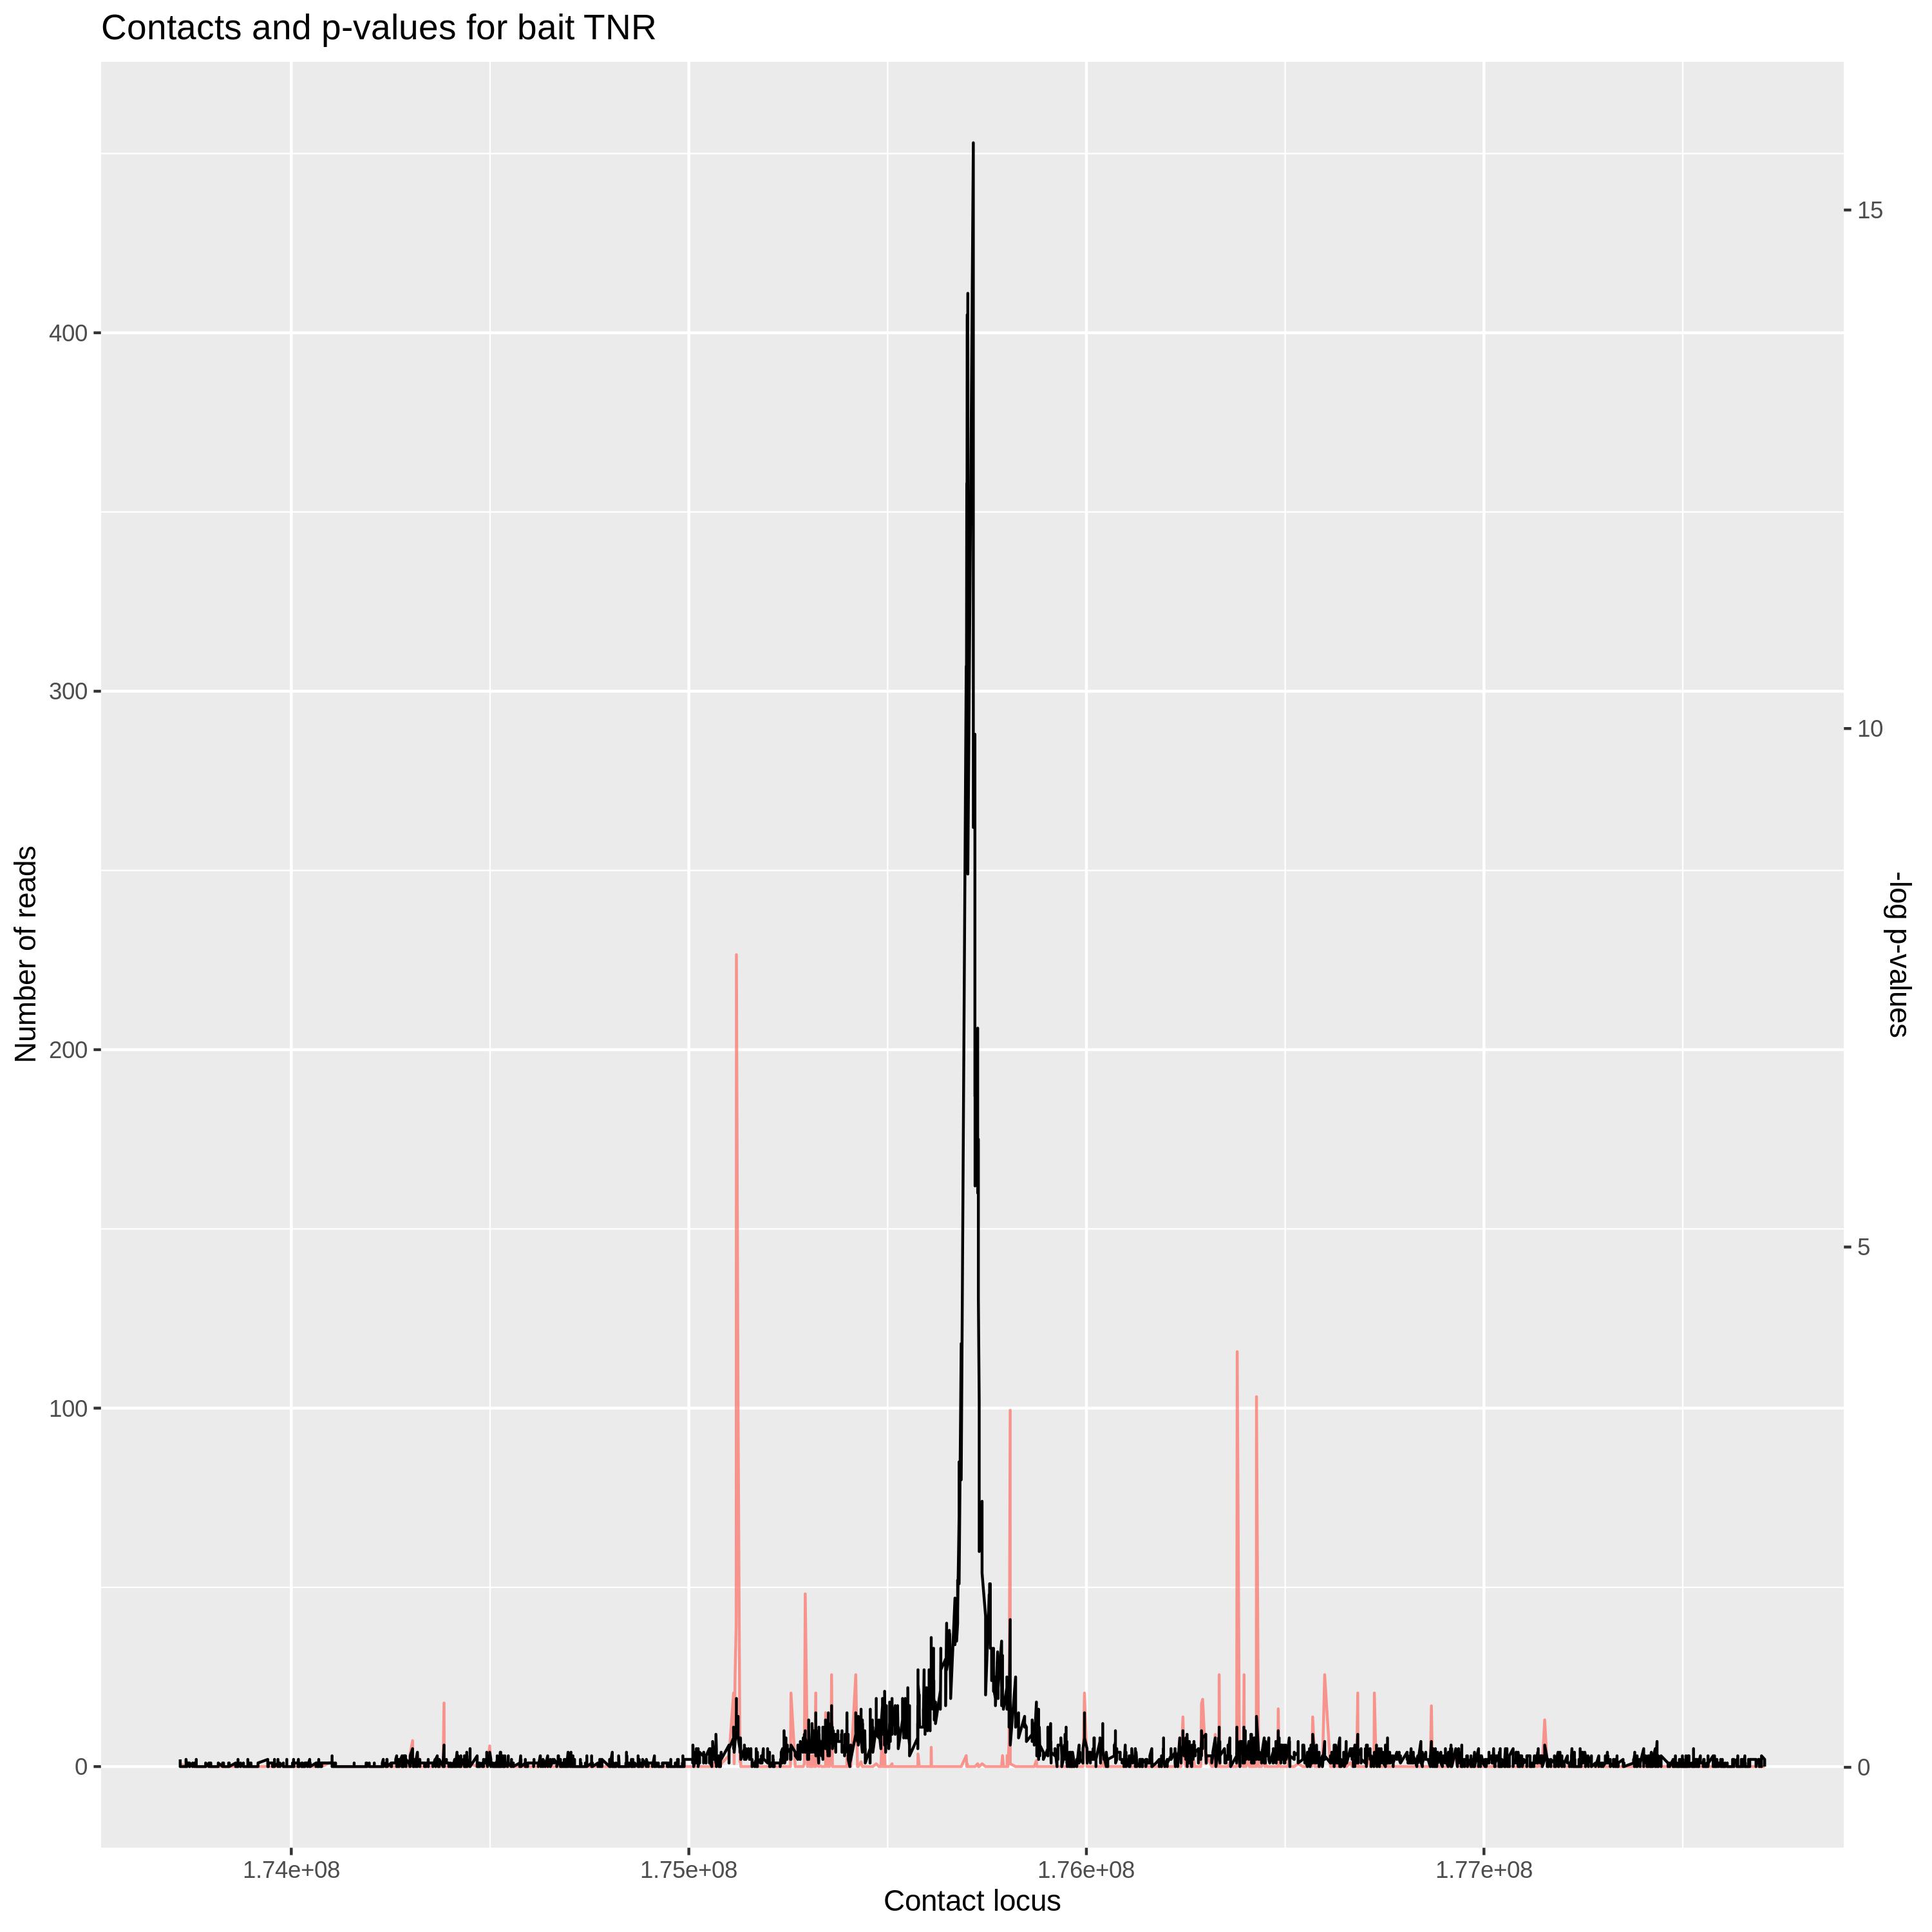 Contacts and p-values for bait TNR
Number of reads
400
300
200
100
0
15
10
5
0
-log p-values
1.74e+08 1.75e+08 1.76e+08 1.77e+08
Contact locus